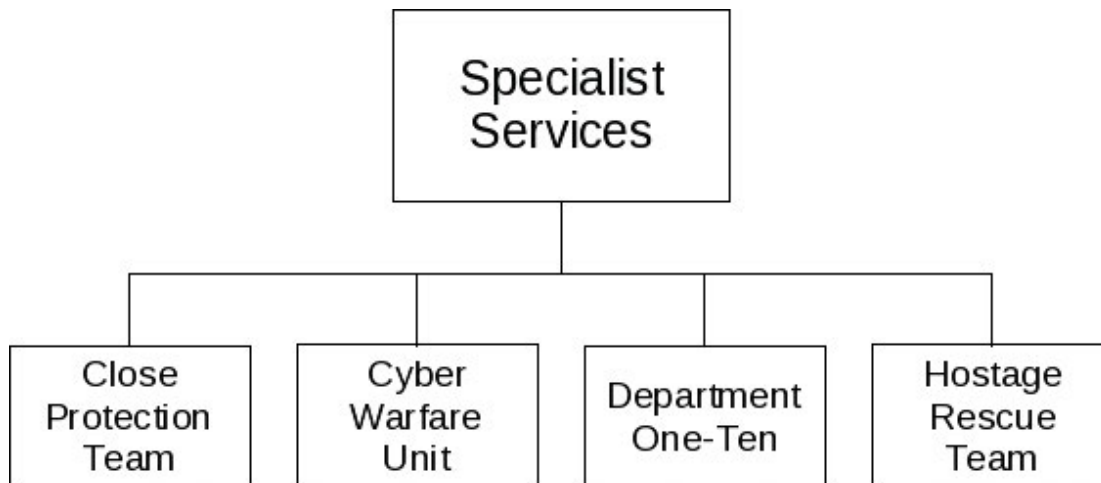 Specialist
Services
Close
Protection
Team
Cyber
Warfare
Unit
Department
One-Ten
Hostage
Rescue
Team